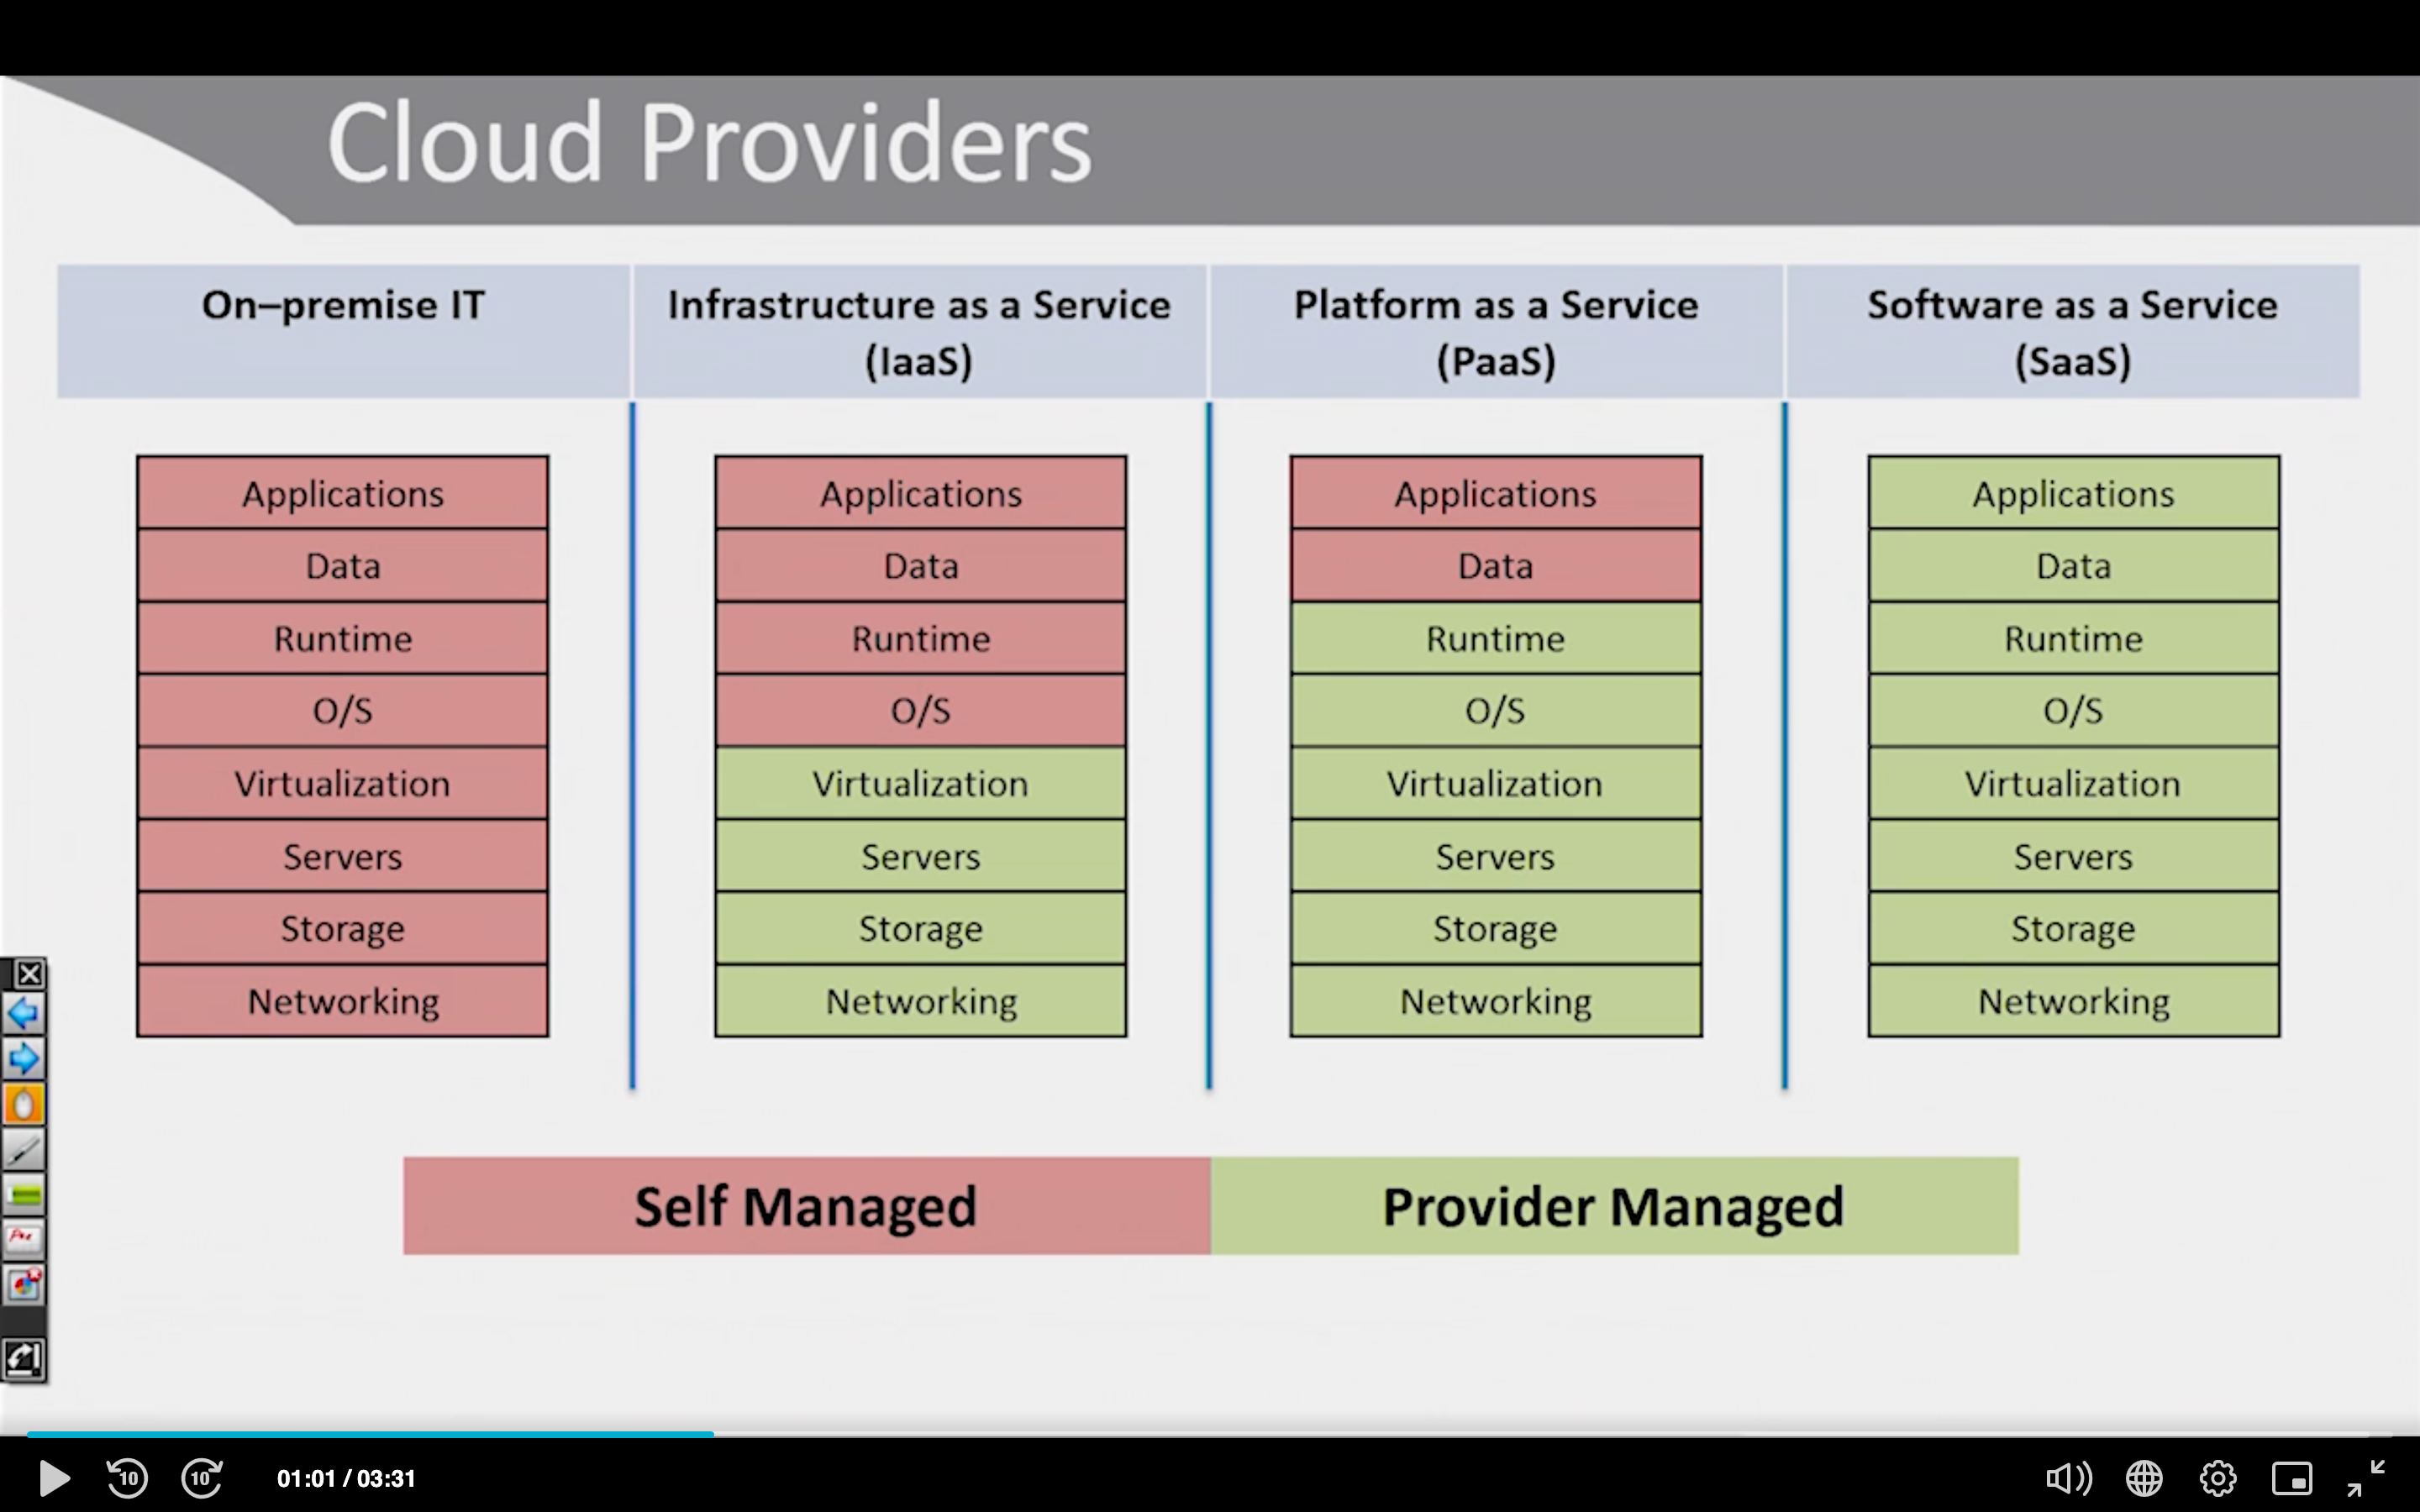 Cloud Providers
On–premise IT
Infrastructure as a Service
(IaaS)
Platform as a Service
(PaaS)
Software as a Service
(SaaS)
Applications
Data
Runtime
O/S
Virtualization
Servers
Storage
Networking
Applications
Data
Runtime
O/S
Virtualization
Servers
Storage
Networking
Applications
Data
Runtime
O/S
Virtualization
Servers
Storage
Networking
Applications
Data
Runtime
O/S
Virtualization
Servers
Storage
Networking
Self Managed
Provider Managed
10
10
01:01 / 03:31